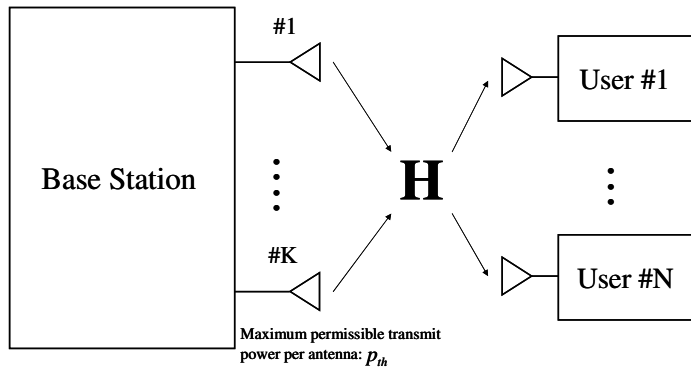 #1
User #1
Base Station
H
#K
User #N
Maximum permissible transmit
power per antenna: p_th